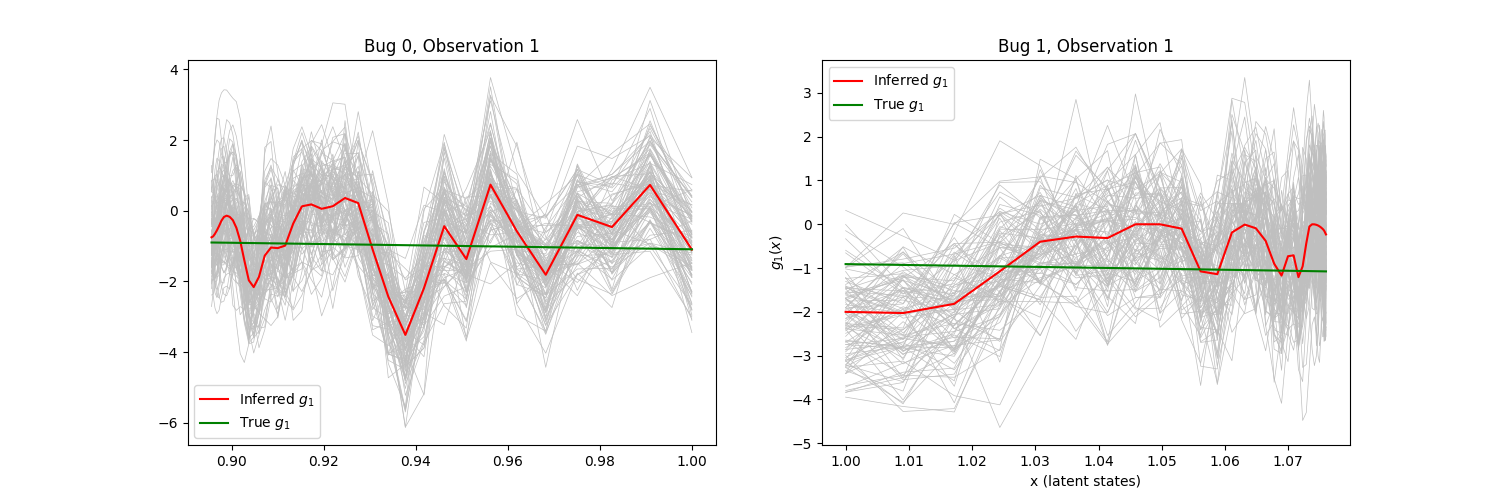 Bug 0, Observation 1
4
2
0
−2
−4
−6
Inferred g₁
True g₁
0.90 0.92 0.94 0.96 0.98 1.00
Bug 1, Observation 1
Inferred g₁
True g₁
3
2
1
0
−1
−2
−3
−4
−5
g₁(x)
1.00 1.01 1.02 1.03 1.04 1.05 1.06 1.07
x (latent states)